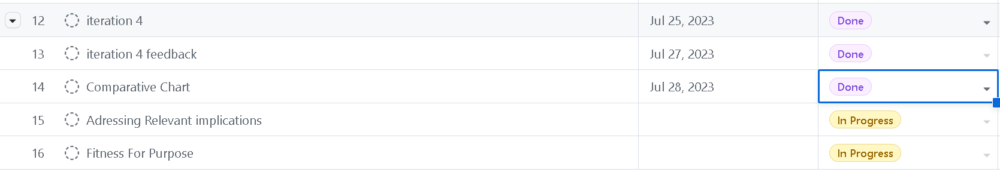 12 iteration 4 Jul 25, 2023 Done
13 iteration 4 feedback Jul 27, 2023 Done
14 Comparative Chart Jul 28, 2023 Done
15 Adressing Relevant implications In Progress
16 Fitness For Purpose In Progress